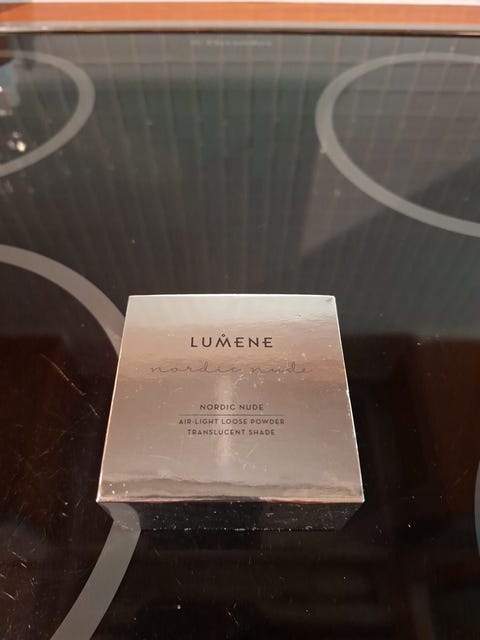 LUMENE
nordic nude
NORDIC NUDE
AIR-LIGHT LOOSE POWDER
TRANSLUCENT SHADE